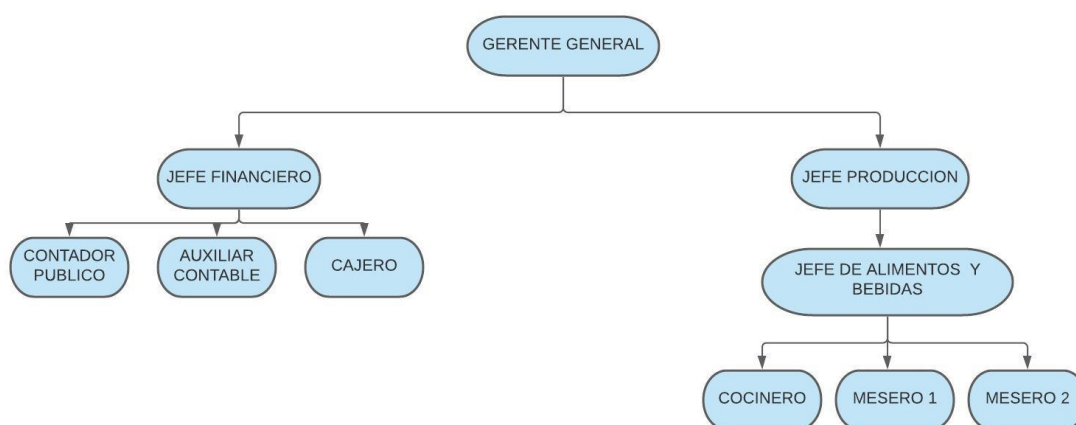 GERENTE GENERAL
JEFE FINANCIERO
JEFE PRODUCCION
CONTADOR
PUBLICO
AUXILIAR
CONTABLE
CAJERO
JEFE DE ALIMENTOS Y
BEBIDAS
COCINERO
MESERO 1
MESERO 2